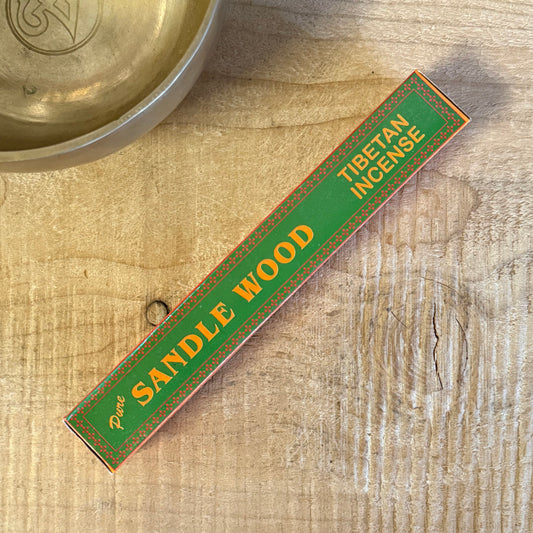 Pure
SANDLE WOOD
TIBETAN
INCENSE